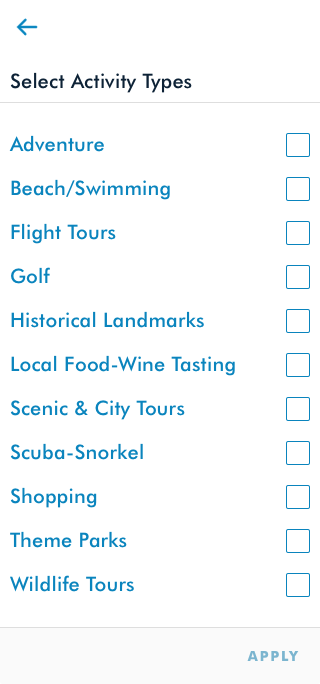 Select Activity Types
Adventure
Beach/Swimming
Flight Tours
Golf
Historical Landmarks
Local Food-Wine Tasting
Scenic & City Tours
Scuba-Snorkel
Shopping
Theme Parks
Wildlife Tours
APPLY